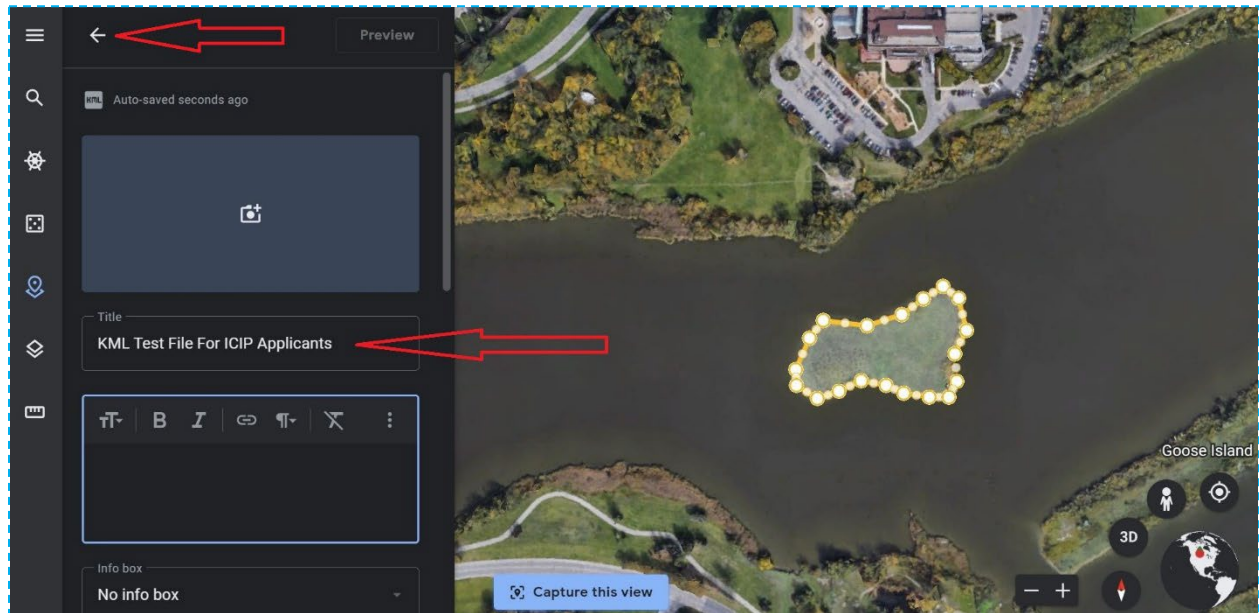 Preview
KML
Auto-saved seconds ago
Title
KML Test File For ICIP Applicants
B I
Info box
No info box
Capture this view
Goose Island
3D